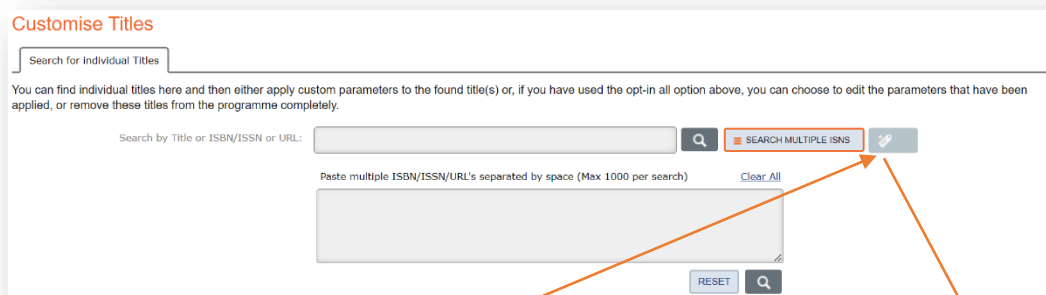 Customise Titles
Search for individual Titles
You can find individual titles here and then either apply custom parameters to the found title(s) or, if you have used the opt-in all option above, you can choose to edit the parameters that have been
applied, or remove these titles from the programme completely.
Search by Title or ISBN/ISSN or URL:
SEARCH MULTIPLE ISNS
Paste multiple ISBN/ISSN/URL's separated by space (Max 1000 per search) Clear All
RESET